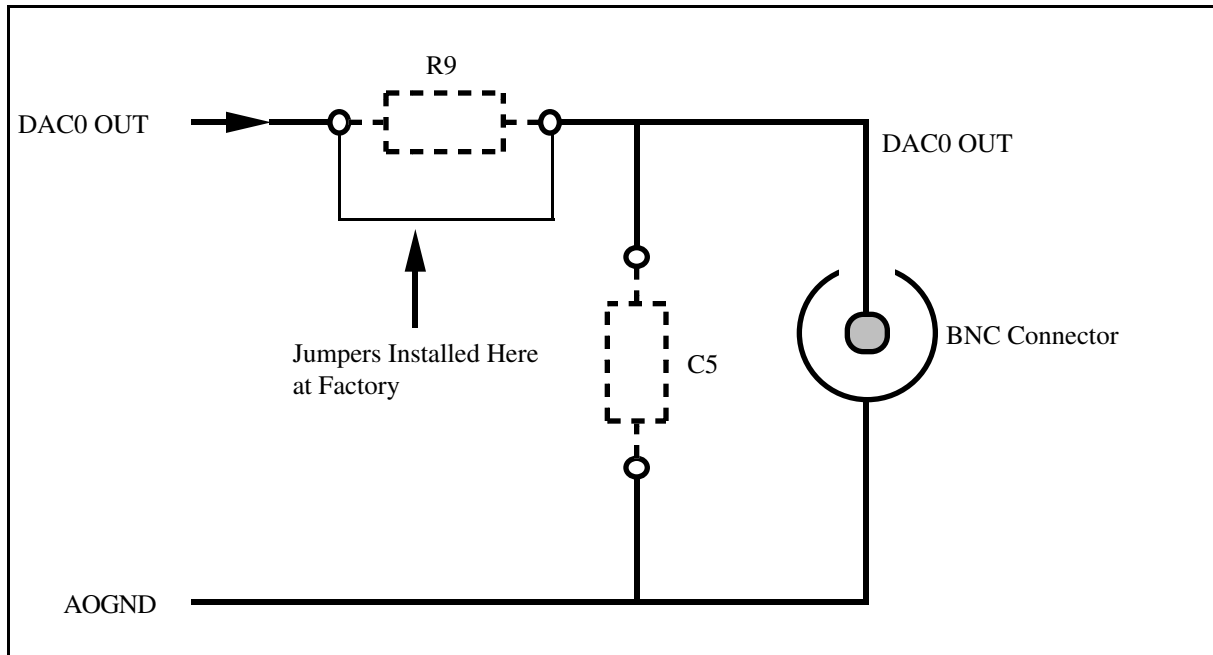 R9
DAC0 OUT
DAC0 OUT
Jumpers Installed Here
at Factory
C5
BNC Connector
AOGND